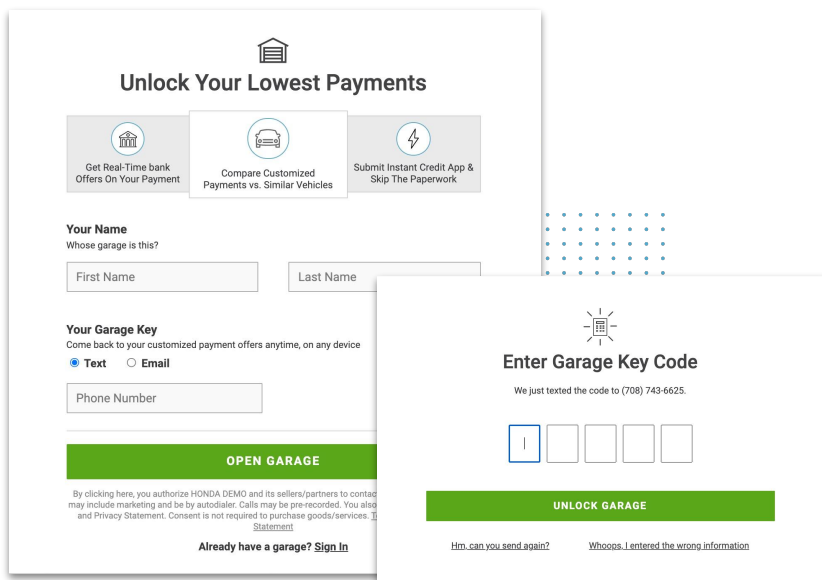 Unlock Your Lowest Payments
Get Real-Time bank
Offers On Your Payment
Compare Customized
Payments vs. Similar Vehicles
Submit Instant Credit App &
Skip The Paperwork
Your Name
Whose garage is this?
First Name
Last Name
Your Garage Key
Come back to your customized payment offers anytime, on any device
Text
Email
Phone Number
OPEN GARAGE
By clicking here, you authorize HONDA DEMO and its sellers/partners to contac
may include marketing and be by autodialer. Calls may be pre-recorded. You also
and Privacy Statement. Consent is not required to purchase goods/services.
Statement
Already have a garage? Sign In
Enter Garage Key Code
We just texted the code to (708) 743-6625.
UNLOCK GARAGE
Hm, can you send again?
Whoops, I entered the wrong information